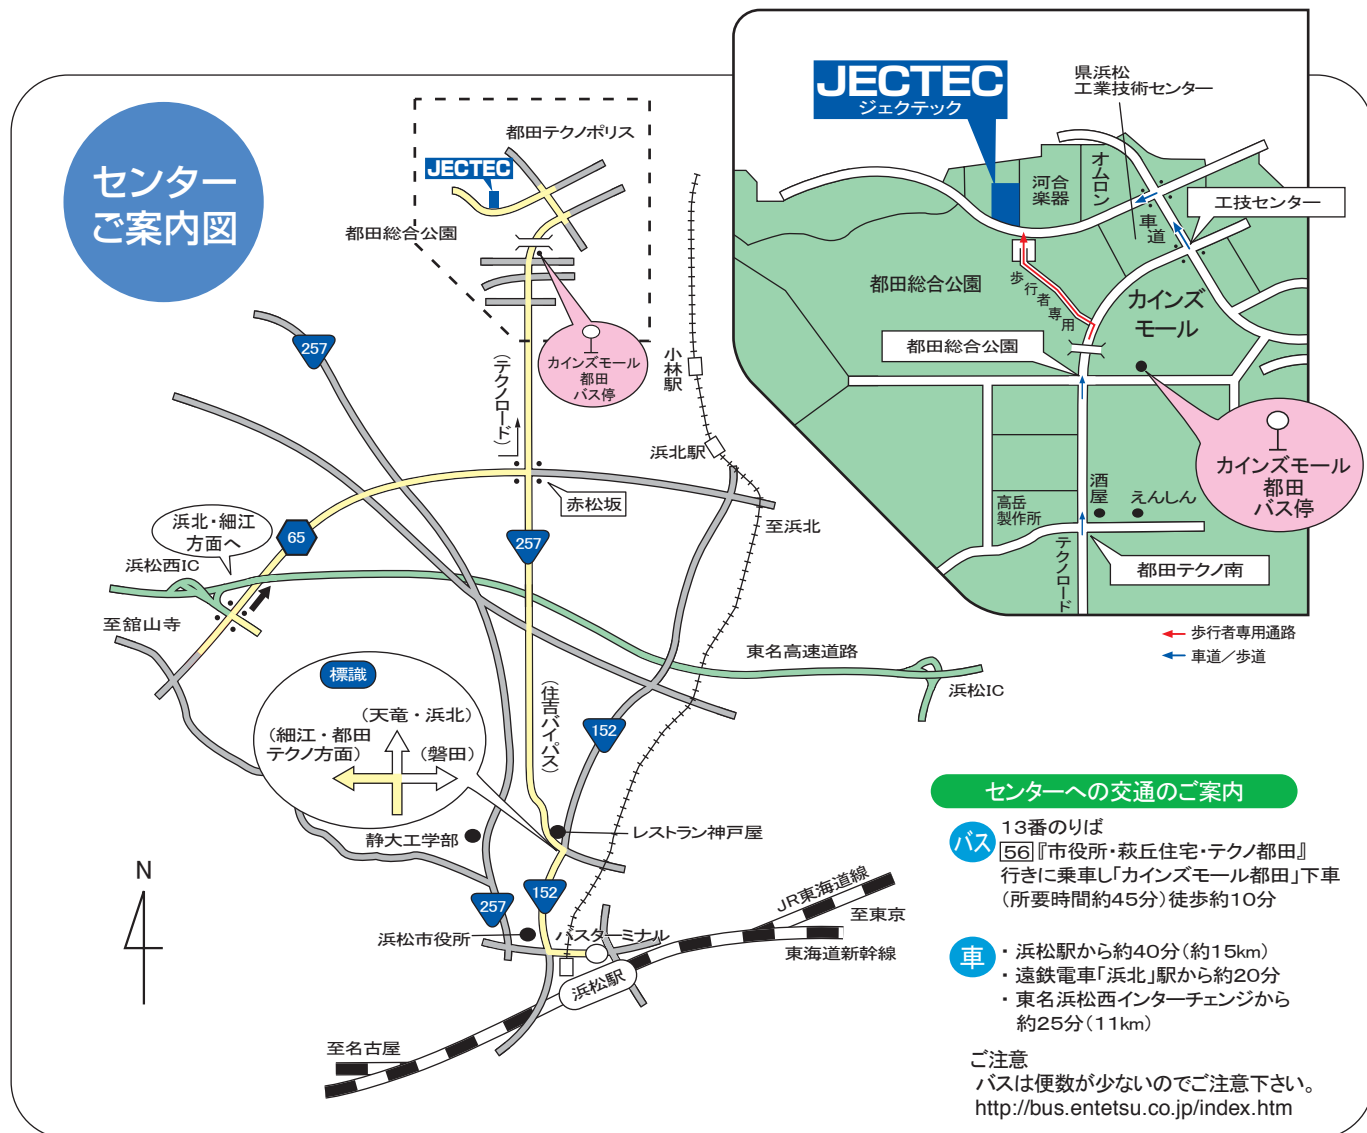 センター
ご案内図
都田テクノポリス
JECTEC
都田総合公園
カインズモール
都田
バス停
257
(テクノロード)
小林駅
浜北駅
赤松坂
至浜北
浜北・細江
方面へ
65
浜松西IC
257
至舘山寺
東名高速道路
浜松IC
標識
(天竜・浜北)
(細江・都田
テクノ方面)
(磐田)
(住吉バイパス)
152
静大工学部
レストラン神戸屋
N
257
152
浜松市役所
バスターミナル
JR東海道線
至東京
東海道新幹線
浜松駅
至名古屋
JECTEC
ジェクテック
県浜松
工業技術センター
オムロン
河合
楽器
車道
工技センター
都田総合公園
歩行者専用
カインズ
モール
都田総合公園
カインズモール
都田
バス停
酒屋
えんしん
高岳
製作所
テクノロード
都田テクノ南
歩行者専用通路
車道／歩道
センターへの交通のご案内
バス
13番のりば
56『市役所・萩丘住宅・テクノ都田』
行きに乗車し「カインズモール都田」下車
(所要時間約45分)徒歩約10分
車
・浜松駅から約40分(約15km)
・遠鉄電車「浜北」駅から約20分
・東名浜松西インターチェンジから
約25分(11km)
ご注意
バスは便数が少ないのでご注意下さい。
http://bus.entetsu.co.jp/index.htm